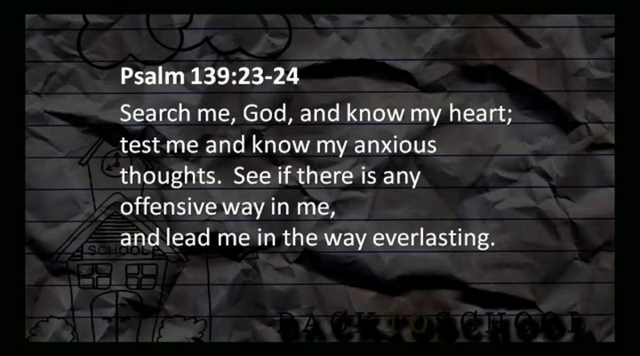 Psalm 139:23-24
Search me, God, and know my heart;
test me and know my anxious
thoughts.  See if there is any
offensive way in me,
and lead me in the way everlasting.
SCHOOL
BACK TO SCHOOL